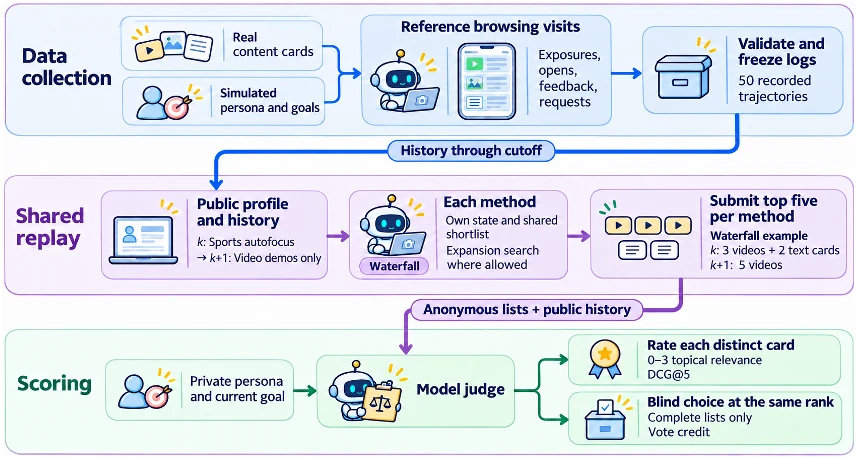 Data
collection
Real
content cards
Simulated
persona and goals
Reference browsing visits
Exposures,
opens,
feedback,
requests
Validate and
freeze logs
50 recorded
trajectories
History through cutoff
Shared
replay
Public profile
and history
k: Sports autofocus
→ k+1: Video demos only
Waterfall
Each method
Own state and shared
shortlist
Expansion search
where allowed
Submit top five
per method
Waterfall example
k: 3 videos + 2 text cards
k+1: 5 videos
Anonymous lists + public history
Scoring
Private persona
and current goal
Model judge
Rate each distinct card
0–3 topical relevance
DCG@5
Blind choice at the same rank
Complete lists only
Vote credit